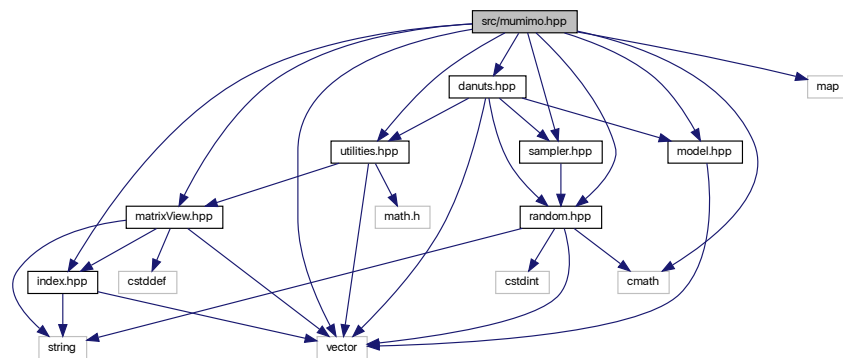 src/mumimo.hpp
danuts.hpp
map
utilities.hpp
sampler.hpp
model.hpp
matrixView.hpp
math.h
random.hpp
index.hpp
cstddef
cstdint
cmath
string
vector